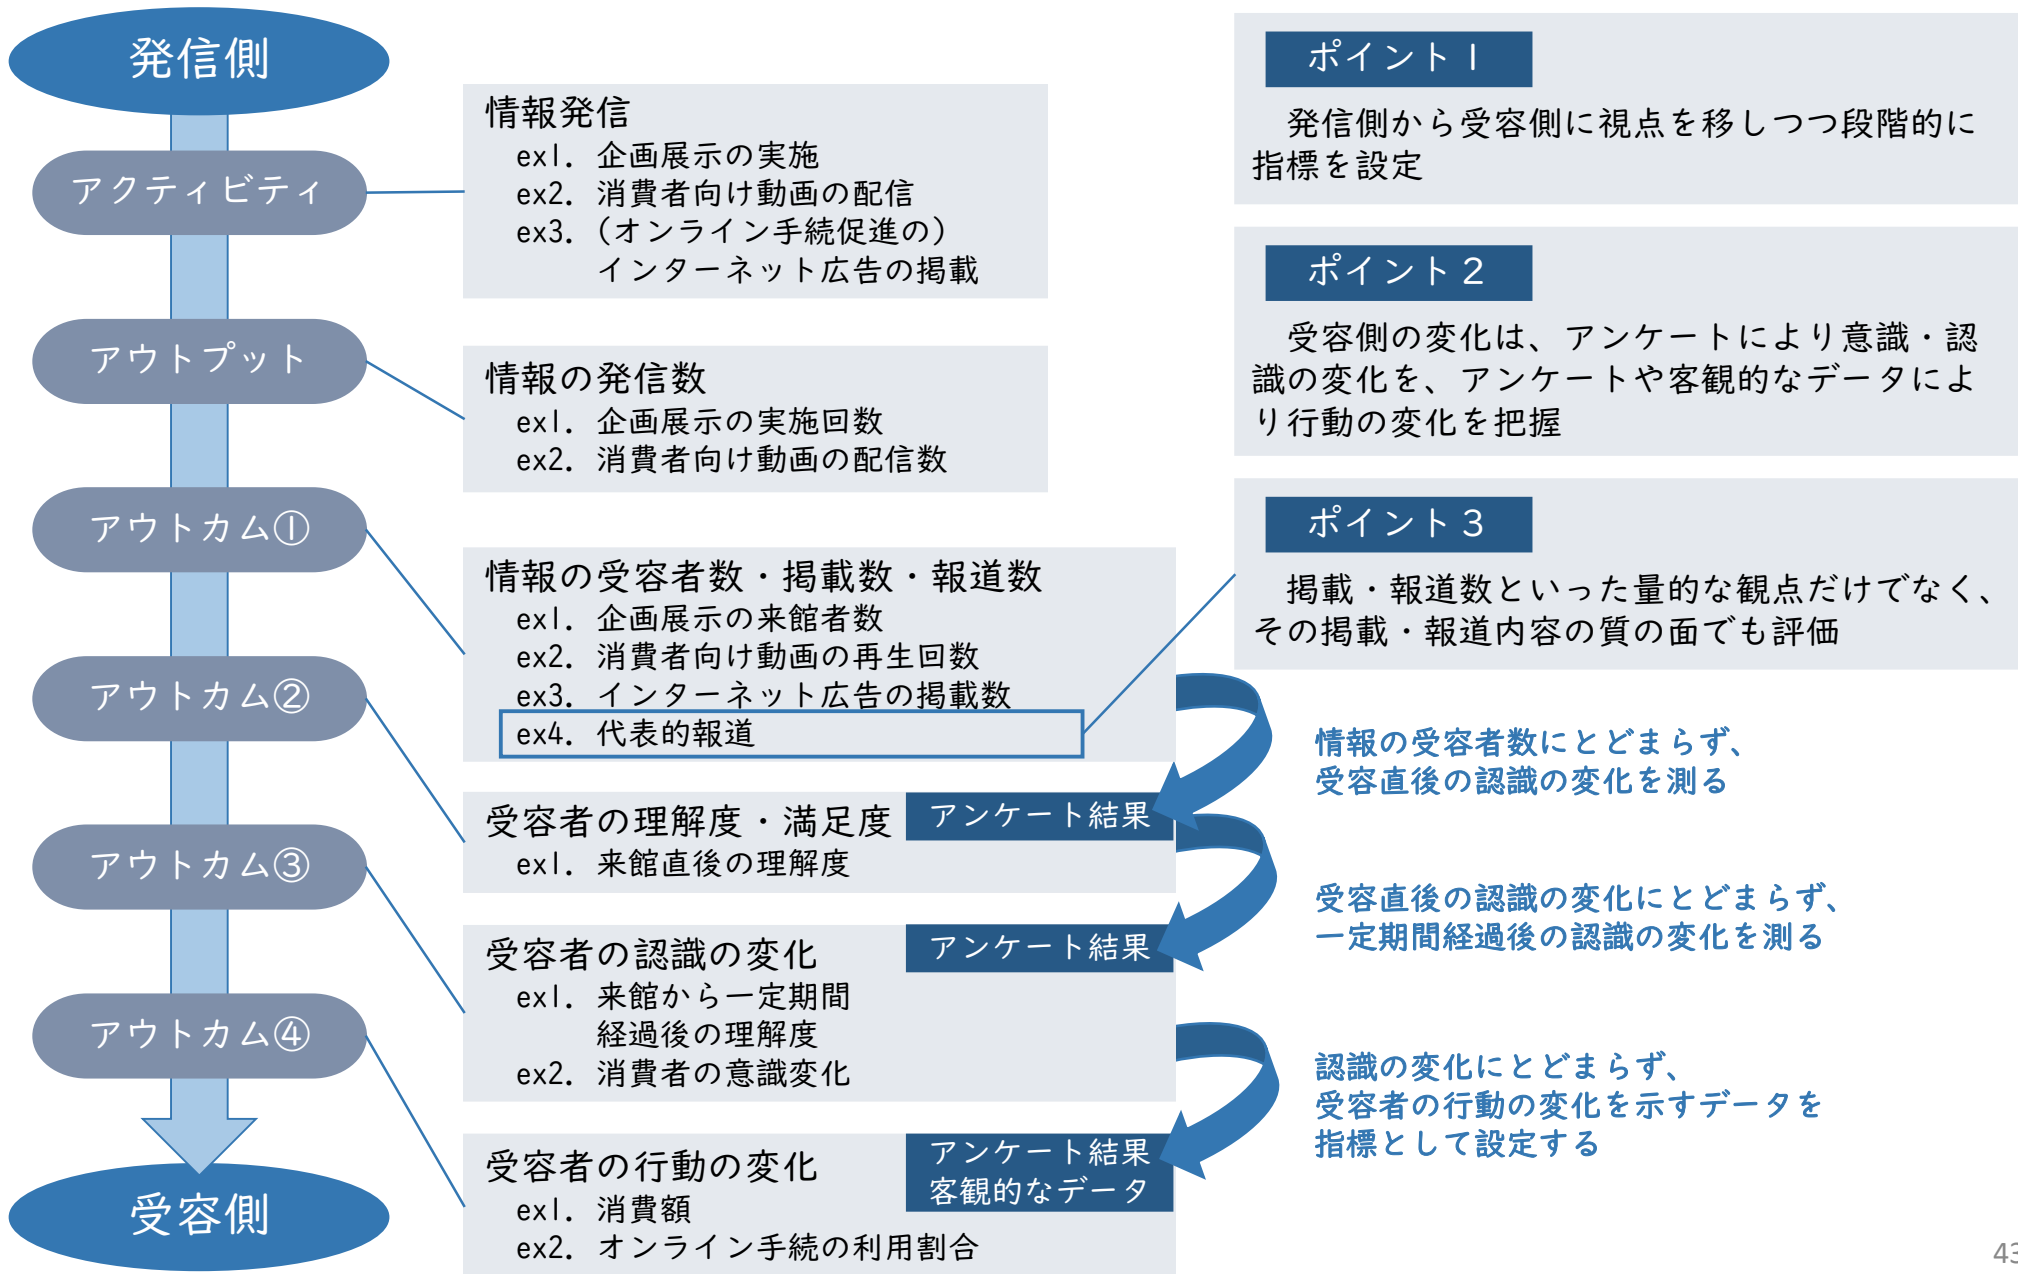 発信側
アクティビティ
情報発信
ex1. 企画展示の実施
ex2. 消費者向け動画の配信
ex3. (オンライン手続促進の)
インターネット広告の掲載
アウトプット
情報の発信数
ex1. 企画展示の実施回数
ex2. 消費者向け動画の配信数
アウトカム①
情報の受容者数・掲載数・報道数
ex1. 企画展示の来館者数
ex2. 消費者向け動画の再生回数
ex3. インターネット広告の掲載数
ex4. 代表的報道
アウトカム②
受容者の理解度・満足度
アンケート結果
ex1. 来館直後の理解度
アウトカム③
受容者の認識の変化
アンケート結果
ex1. 来館から一定期間
経過後の理解度
ex2. 消費者の意識変化
アウトカム④
受容者の行動の変化
アンケート結果
客観的なデータ
ex1. 消費額
ex2. オンライン手続の利用割合
受容側
ポイント1
発信側から受容側に視点を移しつつ段階的に
指標を設定
ポイント2
受容側の変化は、アンケートにより意識・認
識の変化を、アンケートや客観的なデータによ
り行動の変化を把握
ポイント3
掲載・報道数といった量的な観点だけでなく、
その掲載・報道内容の質の面でも評価
情報の受容者数にとどまらず、
受容直後の認識の変化を測る
受容直後の認識の変化にとどまらず、
一定期間経過後の認識の変化を測る
認識の変化にとどまらず、
受容者の行動の変化を示すデータを
指標として設定する
43